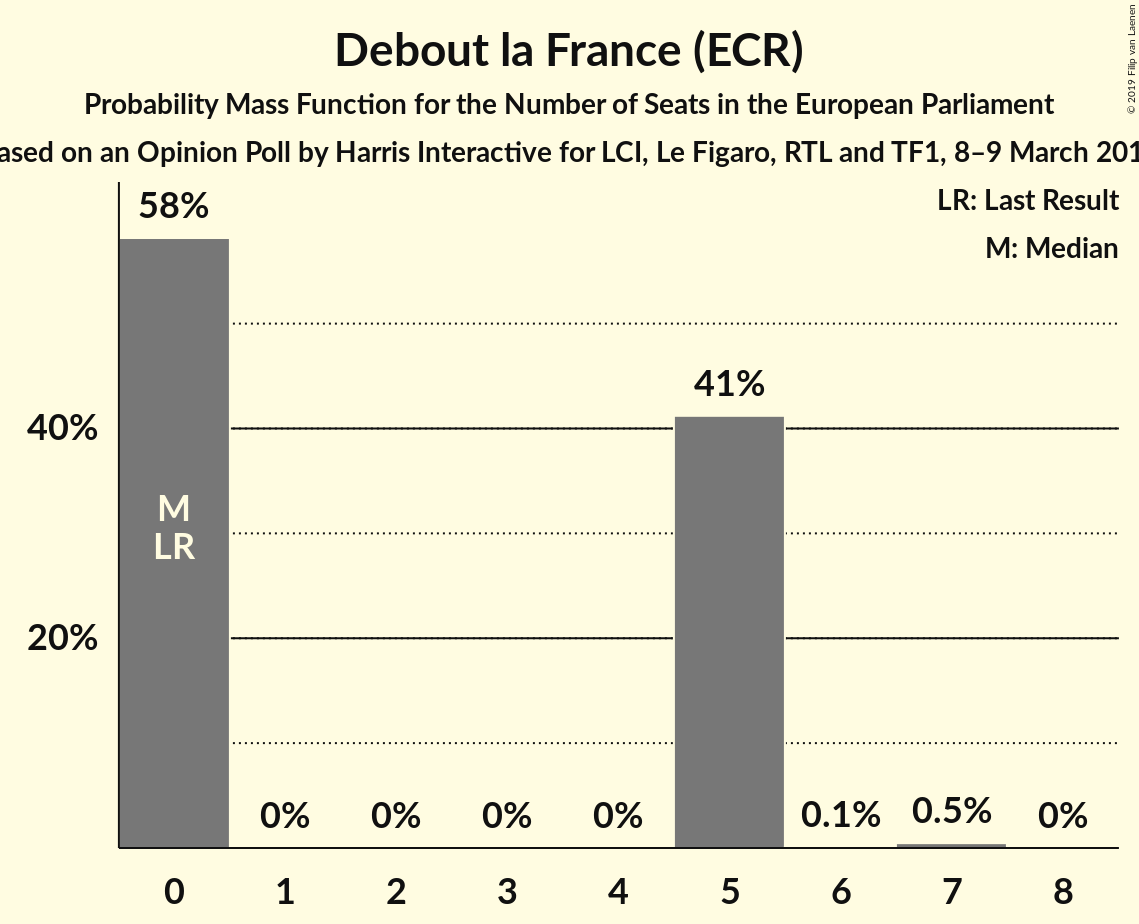 Debout la France (ECR)
Probability Mass Function for the Number of Seats in the European Parliament
ased on an Opinion Poll by Harris Interactive for LCI, Le Figaro, RTL and TF1, 8–9 March 201
© 2019 Filip van Laenen
LR: Last Result
M: Median
58%
41%
40%
M
LR
20%
0%
0%
0%
0%
0.1%
0.5%
0%
0
1
2
3
4
5
6
7
8